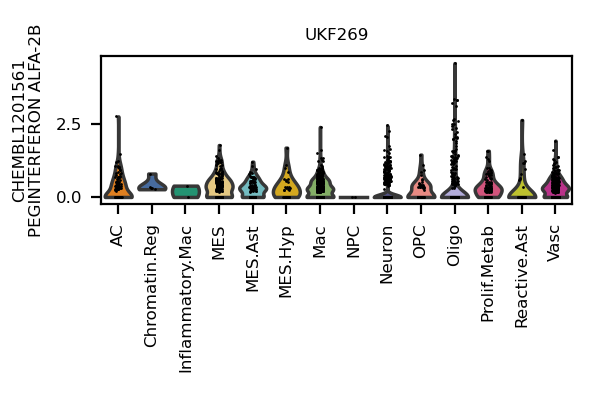 UKF269
CHEMBL1201561
PEGINTERFERON ALFA-2B
2.5
0.0
AC
Chromatin.Reg
Inflammatory.Mac
MES
MES.Ast
MES.Hyp
Mac
NPC
Neuron
OPC
Oligo
Prolif.Metab
Reactive.Ast
Vasc